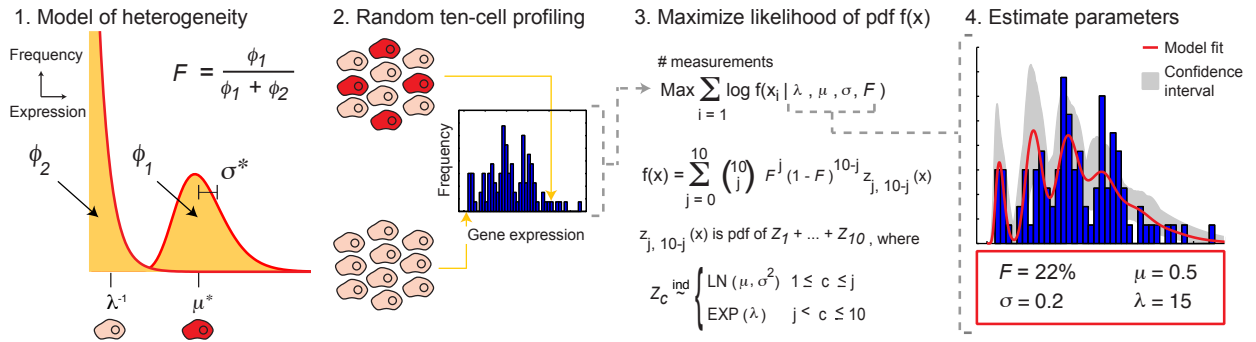 1. Model of heterogeneity
Frequency
Expression
F = ϕ1 / (ϕ1 + ϕ2)
ϕ2
ϕ1
σ*
λ-1
μ*
2. Random ten-cell profiling
Frequency
Gene expression
3. Maximize likelihood of pdf f(x)
# measurements
Max ∑ log f(xi | λ , μ , σ, F )
i = 1
10
f(x) = ∑ (10 j) F^j (1 - F)^10-j zj, 10-j (x)
j = 0
zj, 10-j (x) is pdf of Z1 + ... + Z10 , where
Zc ind ~ { LN ( μ, σ2 ) 1 ≤ c ≤ j
EXP ( λ ) j < c ≤ 10
4. Estimate parameters
Model fit
Confidence
interval
F = 22% μ = 0.5
σ = 0.2 λ = 15